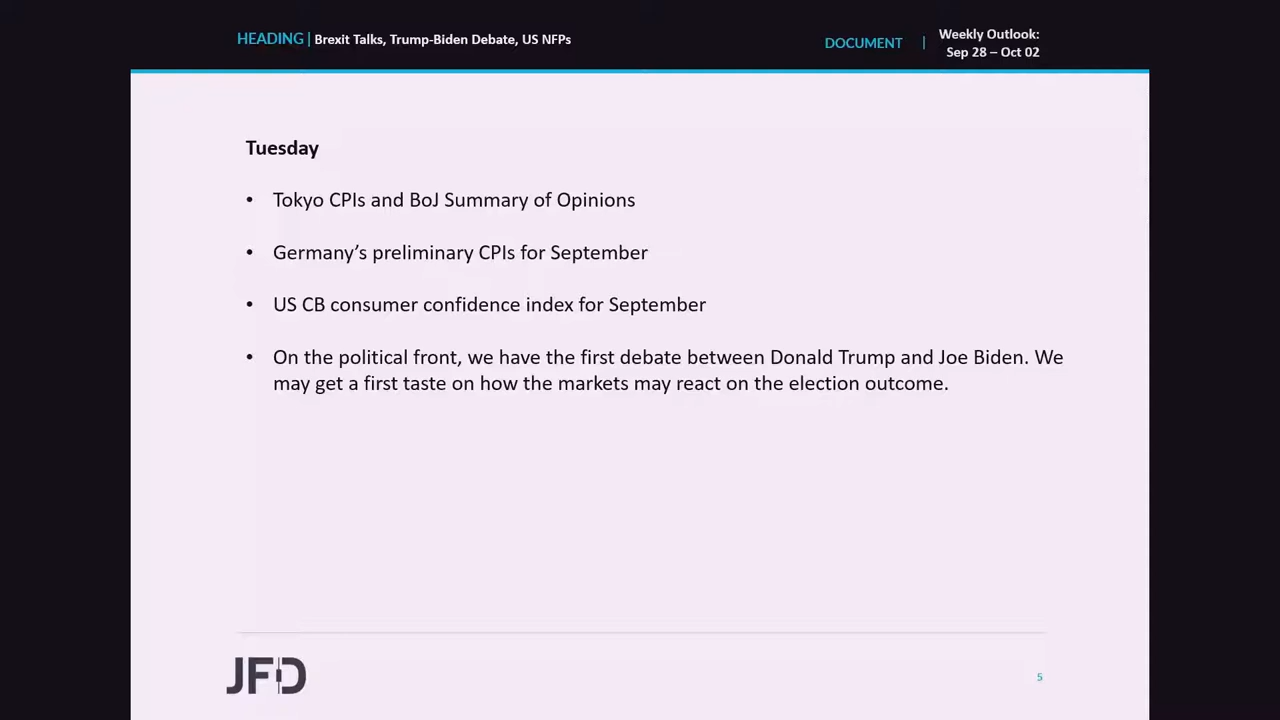 HEADING | Brexit Talks, Trump-Biden Debate, US NFPs
DOCUMENT | Weekly Outlook:
Sep 28 – Oct 02
Tuesday
• Tokyo CPIs and BoJ Summary of Opinions
• Germany’s preliminary CPIs for September
• US CB consumer confidence index for September
• On the political front, we have the first debate between Donald Trump and Joe Biden. We
may get a first taste on how the markets may react on the election outcome.
JFD
5